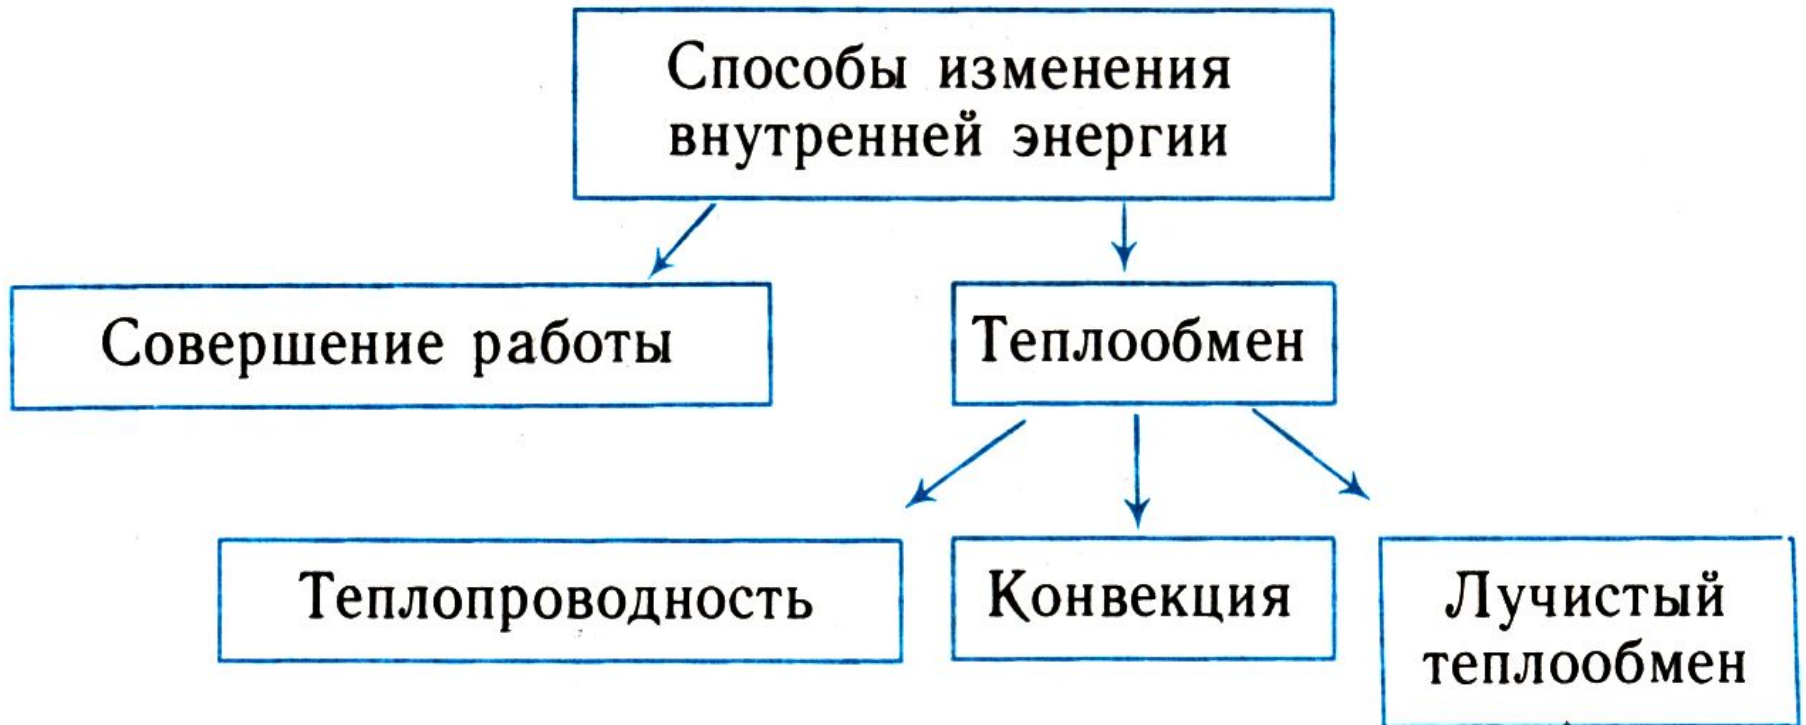 Способы изменения
внутренней энергии
Совершение работы
Теплообмен
Теплопроводность
Конвекция
Лучистый
теплообмен